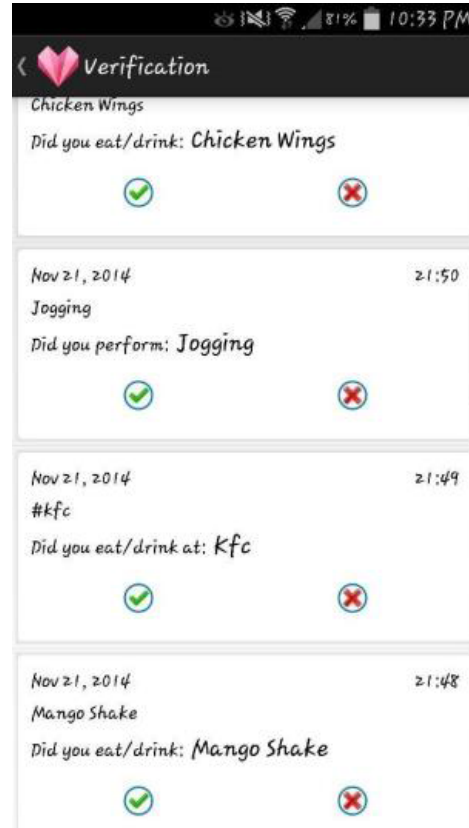 81% 10:33 PM
Verification
Chicken Wings
Did you eat/drink: Chicken Wings
Nov 21, 2014 21:50
Jogging
Did you perform: Jogging
Nov 21, 2014 21:49
#kfc
Did you eat/drink at: Kfc
Nov 21, 2014 21:48
Mango Shake
Did you eat/drink: Mango Shake